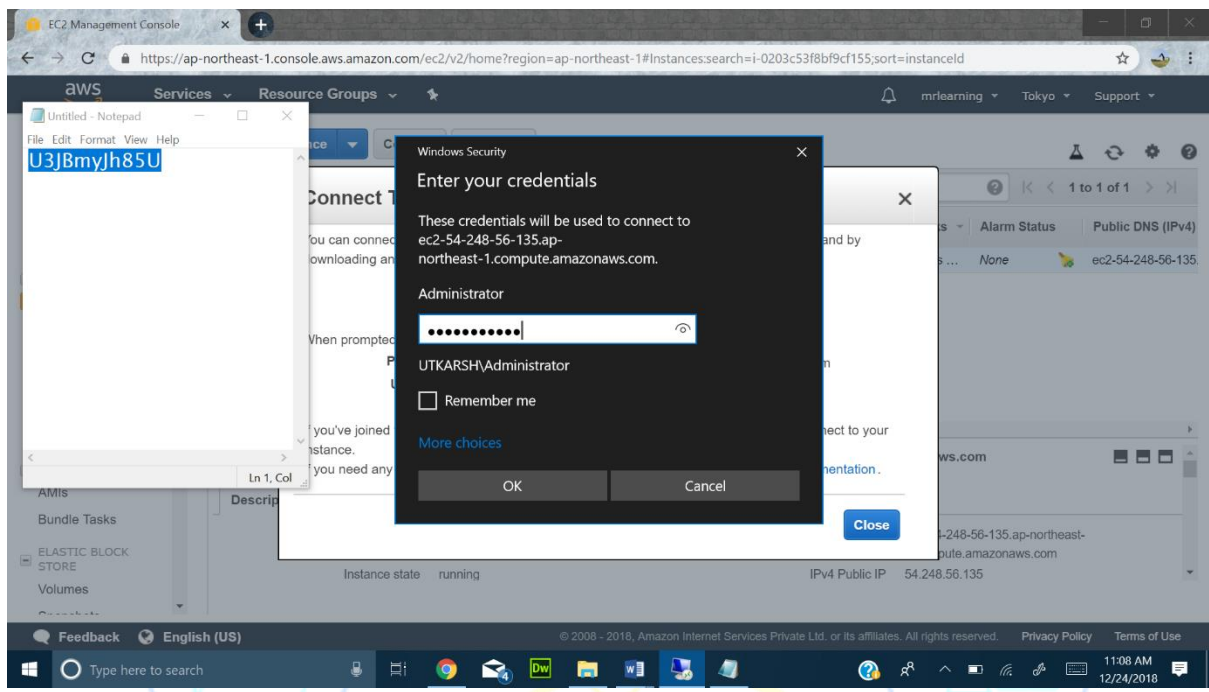 EC2 Management Console
https://ap-northeast-1.console.aws.amazon.com/ec2/v2/home?region=ap-northeast-1#Instances:search=i-0203c53f8bf9cf155;sort=instanceId
aws Services Resource Groups mrlearning Tokyo Support
Untitled - Notepad
File Edit Format View Help
U3JBmyJh85U
Ln 1, Col
Windows Security
Enter your credentials
These credentials will be used to connect to
ec2-54-248-56-135.ap-
northeast-1.compute.amazonaws.com.
Administrator
UTKARSH\Administrator
Remember me
More choices
OK Cancel
Connect
You can connec
and by
ownloading an
When prompted
f you've joined
nect to your
nstance.
f you need any
mentation.
Close
1 to 1 of 1
Alarm Status Public DNS (IPv4)
None ec2-54-248-56-135.
ws.com
AMIs
Descrip
Bundle Tasks
ELASTIC BLOCK
STORE
Volumes
-248-56-135.ap-northeast-
pute.amazonaws.com
Instance state running IPv4 Public IP 54.248.56.135
Feedback English (US) © 2008 - 2018, Amazon Internet Services Private Ltd. or its affiliates. All rights reserved. Privacy Policy Terms of Use
Type here to search
4
Dw
11:08 AM
12/24/2018